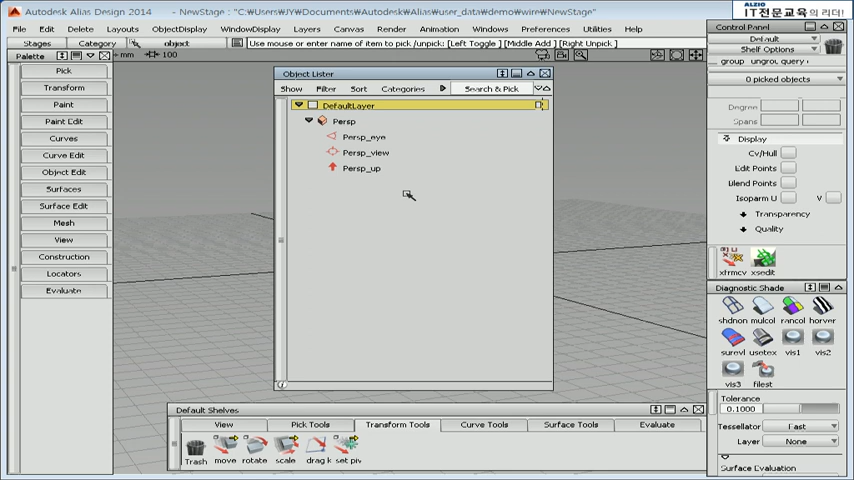 Autodesk Alias Design 2014 - NewStage : "C:₩Users₩JY₩Documents₩Autodesk₩Alias₩user_data₩demo₩wire₩NewStage"
ALZIO
IT전문교육의 리더!
File Edit Delete Layouts ObjectDisplay WindowDisplay Layers Canvas Render Animation Windows Preferences Utilities Help
Stages Category object Use mouse or enter name of item to pick /unpick: [Left Toggle ] [Middle Add ] [Right Unpick ]
Palette
mm 100
Pick
Transform
Paint
Paint Edit
Curves
Curve Edit
Object Edit
Surfaces
Surface Edit
Mesh
View
Construction
Locators
Evaluate
Object Lister
Show Filter Sort Categories Search & Pick
DefaultLayer
Persp
Persp_eye
Persp_view
Persp_up
Control Panel
Default
Shelf Options
group ungrol query i
0 picked objects
Degree
Spans
Display
Cv/Hull
Edit Points
Blend Points
Isoparm U V
Transparency
Quality
xfrmcv xsedit
Diagnostic Shade
shdnon mulcol rancol horver
surevl usetex vis1 vis2
vis3 filest
Tolerance
0.1000
Tessellator Fast
Layer None
Surface Evaluation
Default Shelves
View Pick Tools Transform Tools Curve Tools Surface Tools Evaluate
Trash move rotate scale drag k set piv